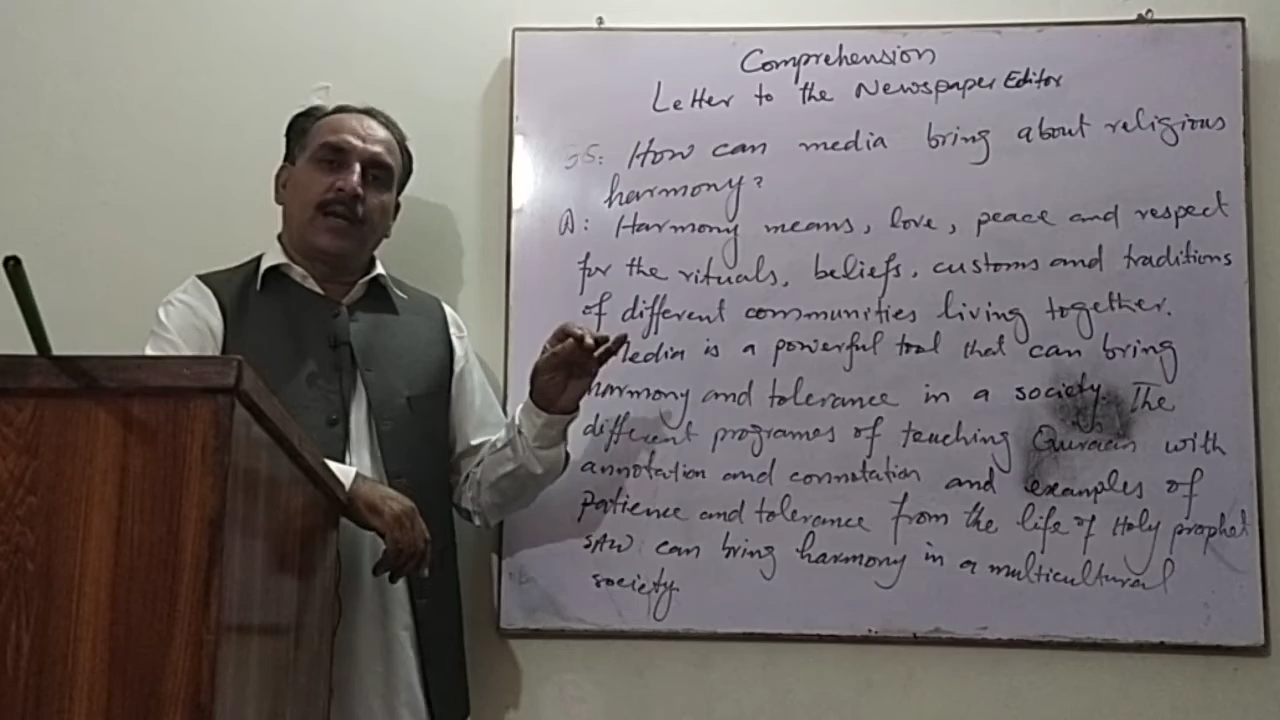 Comprehension
Letter to the Newspaper Editor
How can media bring about religious
harmony?
A: Harmony means, love, peace and respect
for the rituals, beliefs, customs and traditions
of different communities living together.
Media is a powerful tool that can bring
harmony and tolerance in a society. The
different programes of teaching Quraan with
annotation and connotation and examples of
patience and tolerance from the life of Holy prophet
SAW can bring harmony in a multicultural
society.